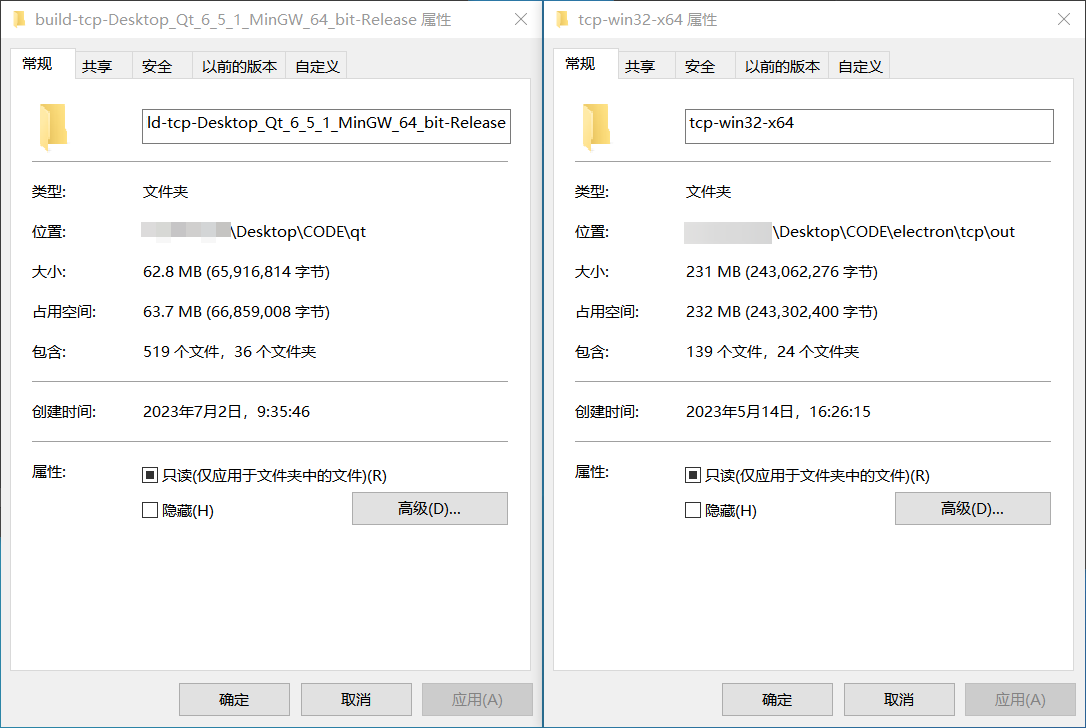 build-tcp-Desktop_Qt_6_5_1_MinGW_64_bit-Release 属性
常规 共享 安全 以前的版本 自定义
ld-tcp-Desktop_Qt_6_5_1_MinGW_64_bit-Release
类型: 文件夹
位置: \Desktop\CODE\qt
大小: 62.8 MB (65,916,814 字节)
占用空间: 63.7 MB (66,859,008 字节)
包含: 519 个文件，36 个文件夹
创建时间: 2023年7月2日，9:35:46
属性: 只读(仅应用于文件夹中的文件)(R)
隐藏(H) 高级(D)...
确定 取消 应用(A)
tcp-win32-x64 属性
常规 共享 安全 以前的版本 自定义
tcp-win32-x64
类型: 文件夹
位置: \Desktop\CODE\electron\tcp\out
大小: 231 MB (243,062,276 字节)
占用空间: 232 MB (243,302,400 字节)
包含: 139 个文件，24 个文件夹
创建时间: 2023年5月14日，16:26:15
属性: 只读(仅应用于文件夹中的文件)(R)
隐藏(H) 高级(D)...
确定 取消 应用(A)